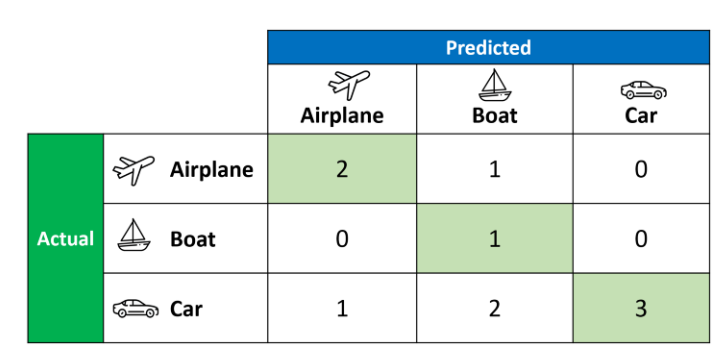 Predicted
Airplane Boat Car
Actual
Airplane 2 1 0
Boat 0 1 0
Car 1 2 3